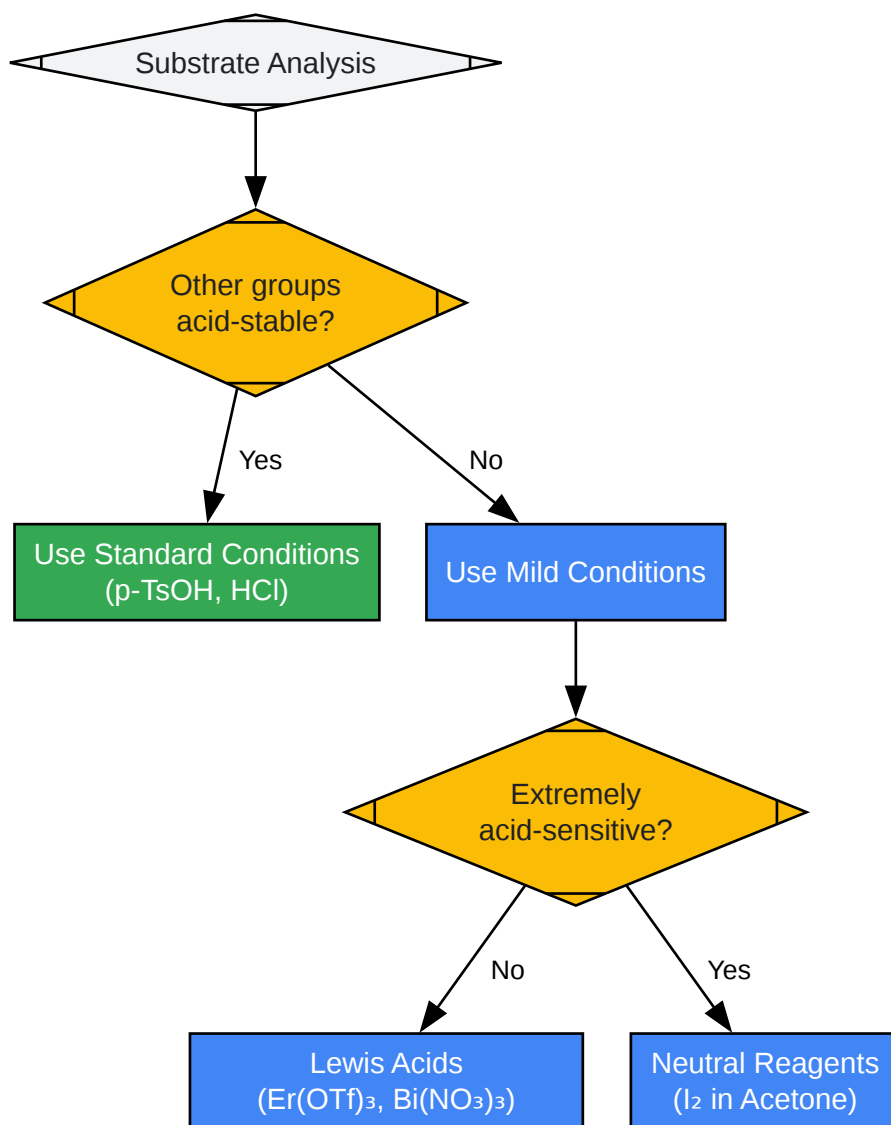 Substrate Analysis
Other groups
acid-stable?
Yes
No
Use Standard Conditions
(p-TsOH, HCl)
Use Mild Conditions
Extremely
acid-sensitive?
No
Yes
Lewis Acids
(Er(OTf)₃, Bi(NO₃)₃)
Neutral Reagents
(I₂ in Acetone)